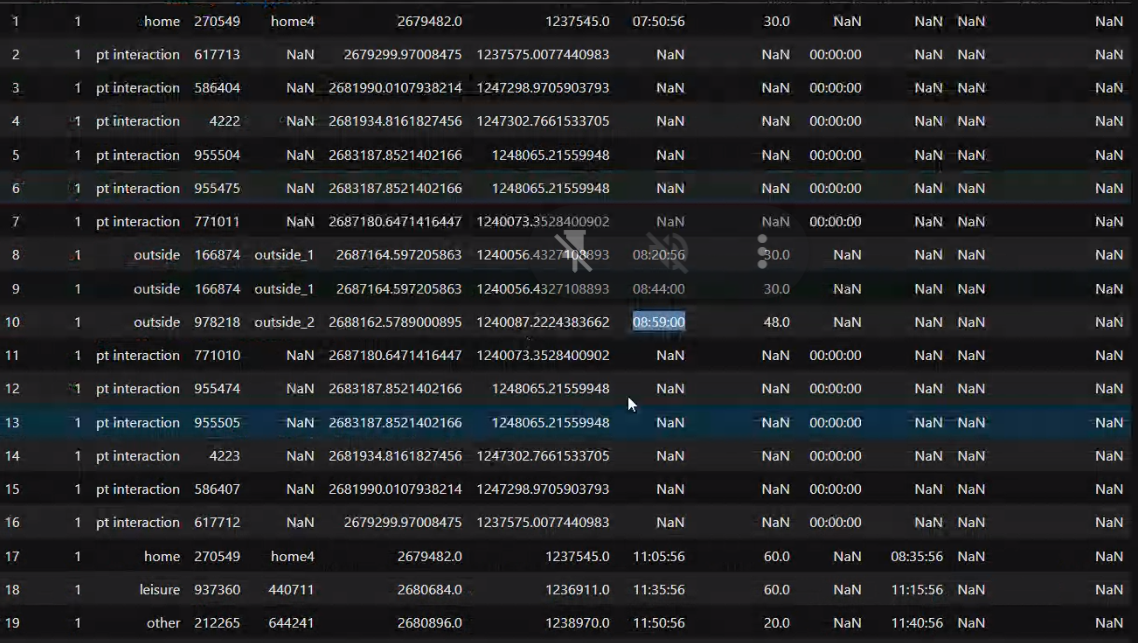 1 1 home 270549 home4 2679482.0 1237545.0 07:50:56 30.0 NaN NaN NaN NaN
2 1 pt interaction 617713 NaN 2679299.97008475 1237575.0077440983 NaN NaN 00:00:00 NaN NaN NaN
3 1 pt interaction 586404 NaN 2681990.0107938214 1247298.9705903793 NaN NaN 00:00:00 NaN NaN NaN
4 1 pt interaction 4222 NaN 2681934.8161827456 1247302.7661533705 NaN NaN 00:00:00 NaN NaN NaN
5 1 pt interaction 955504 NaN 2683187.8521402166 1248065.21559948 NaN NaN 00:00:00 NaN NaN NaN
6 1 pt interaction 955475 NaN 2683187.8521402166 1248065.21559948 NaN NaN 00:00:00 NaN NaN NaN
7 1 pt interaction 771011 NaN 2687180.6471416447 1240073.3528400902 NaN NaN 00:00:00 NaN NaN NaN
8 1 outside 166874 outside_1 2687164.597205863 1240056.4327108893 08:20:56 30.0 NaN NaN NaN NaN
9 1 outside 166874 outside_1 2687164.597205863 1240056.4327108893 08:44:00 30.0 NaN NaN NaN NaN
10 1 outside 978218 outside_2 2688162.5789000895 1240087.2224383662 08:59:00 48.0 NaN NaN NaN NaN
11 1 pt interaction 771010 NaN 2687180.6471416447 1240073.3528400902 NaN NaN 00:00:00 NaN NaN NaN
12 1 pt interaction 955474 NaN 2683187.8521402166 1248065.21559948 NaN NaN 00:00:00 NaN NaN NaN
13 1 pt interaction 955505 NaN 2683187.8521402166 1248065.21559948 NaN NaN 00:00:00 NaN NaN NaN
14 1 pt interaction 4223 NaN 2681934.8161827456 1247302.7661533705 NaN NaN 00:00:00 NaN NaN NaN
15 1 pt interaction 586407 NaN 2681990.0107938214 1247298.9705903793 NaN NaN 00:00:00 NaN NaN NaN
16 1 pt interaction 617712 NaN 2679299.97008475 1237575.0077440983 NaN NaN 00:00:00 NaN NaN NaN
17 1 home 270549 home4 2679482.0 1237545.0 11:05:56 60.0 NaN 08:35:56 NaN NaN
18 1 leisure 937360 440711 2680684.0 1236911.0 11:35:56 60.0 NaN 11:15:56 NaN NaN
19 1 other 212265 644241 2680896.0 1238970.0 11:50:56 20.0 NaN 11:40:56 NaN NaN